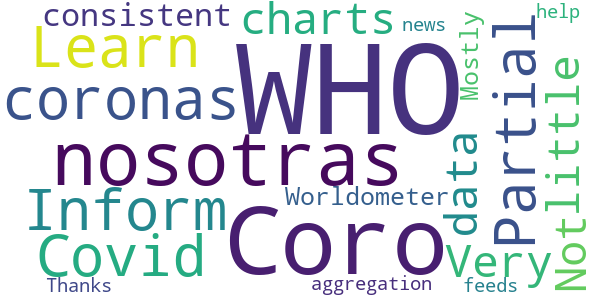 consistent
charts
news
help
Learn
WHO
Mostly
Partial
coronas
Notlittle
nosotras
data
Inform
Worldometer
Coro
Covid
Very
Thanks
aggregation
feeds